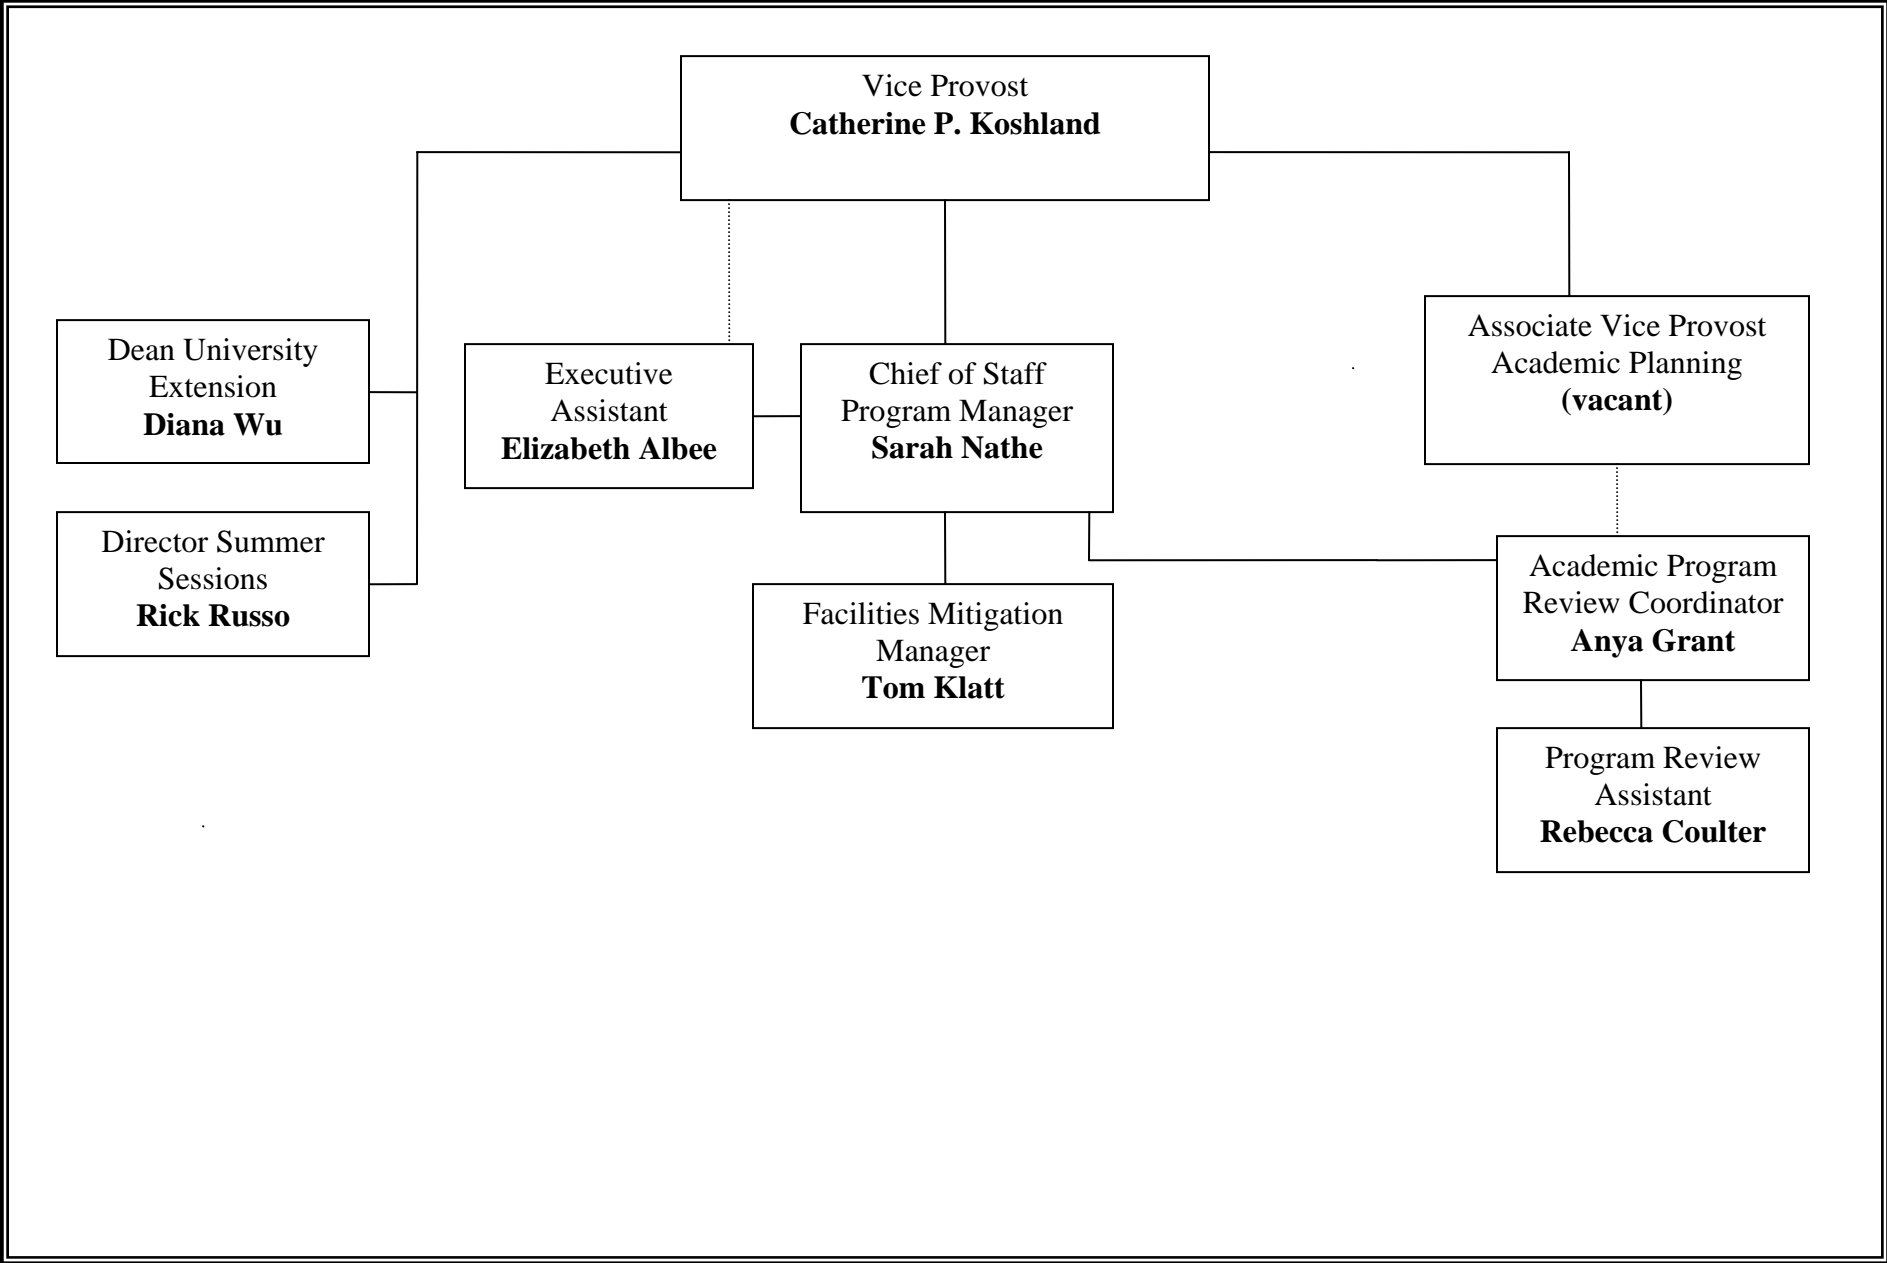 Vice Provost
Catherine P. Koshland
Dean University
Extension
Diana Wu
Executive
Assistant
Elizabeth Albee
Chief of Staff
Program Manager
Sarah Nathe
Associate Vice Provost
Academic Planning
(vacant)
Director Summer
Sessions
Rick Russo
Facilities Mitigation
Manager
Tom Klatt
Academic Program
Review Coordinator
Anya Grant
Program Review
Assistant
Rebecca Coulter